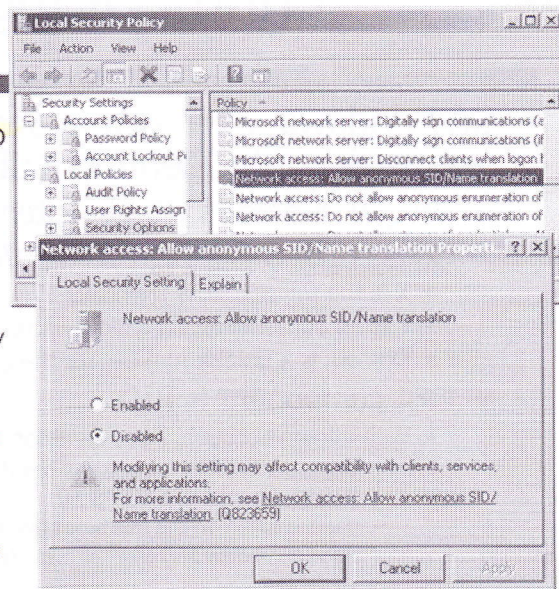 Local Security Policy
File Action View Help
Security Settings
Account Policies
Password Policy
Account Lockout P
Local Policies
Audit Policy
User Rights Assign
Security Options
Policy
Microsoft network server: Digitally sign communications (a
Microsoft network server: Digitally sign communications (if
Microsoft network server: Disconnect clients when logon
Network access: Allow anonymous SID/Name translation
Network access: Do not allow anonymous enumeration of
Network access: Do not allow anonymous enumeration of
Network access: Allow anonymous SID/Name translation Properti
Local Security Setting Explain
Network access: Allow anonymous SID/Name translation
Enabled
Disabled
Modifying this setting may affect compatibility with clients, services,
and applications.
For more information, see Network access: Allow anonymous SID/
Name translation. (Q823659)
OK Cancel Apply